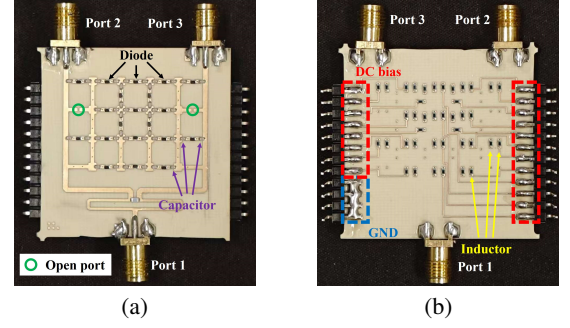 Port 2
Port 3
Diode
Capacitor
Port 1
Open port
(a)
Port 3
Port 2
DC bias
GND
Inductor
Port 1
(b)